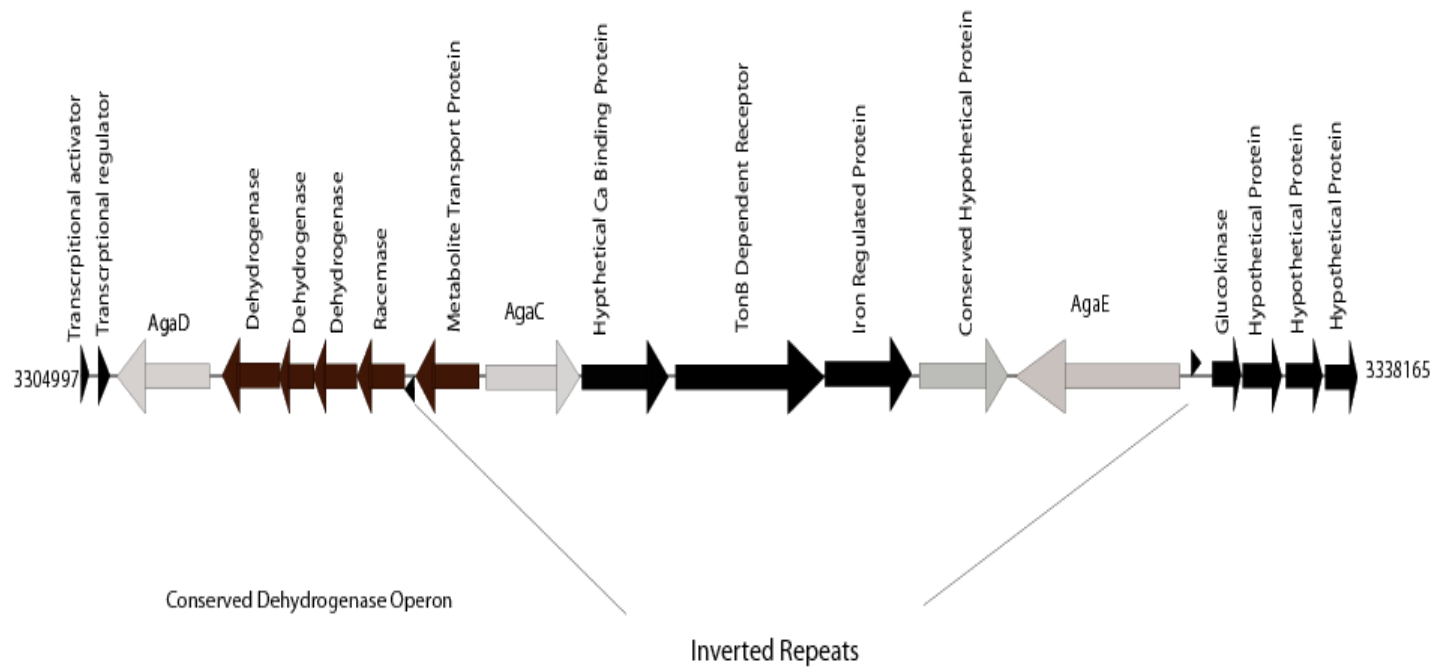 Transcrpitional activator
Transcrptional regulator
AgaD
Dehydrogenase
Dehydrogenase
Dehydrogenase
Racemase
Metabolite Transport Protein
AgaC
Hypthetical Ca Binding Protein
TonB Dependent Receptor
Iron Regulated Protein
Conserved Hypothetical Protein
AgaE
Glucokinase
Hypothetical Protein
Hypothetical Protein
Hypothetical Protein
3304997
3338165
Conserved Dehydrogenase Operon
Inverted Repeats